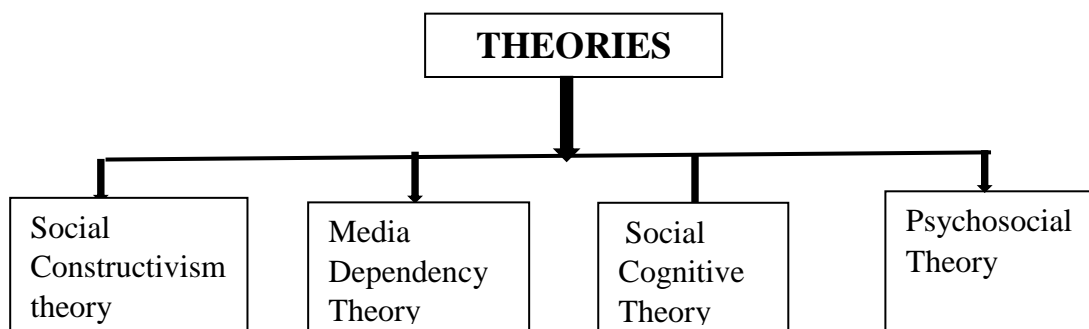 THEORIES
Social
Constructivism
theory
Media
Dependency
Theory
Social
Cognitive
Theory
Psychosocial
Theory